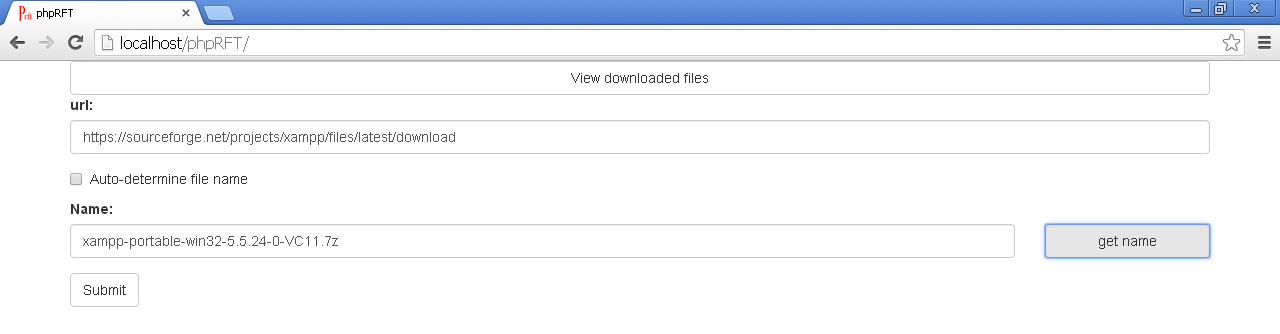 Prft phpRFT
localhost/phpRFT/
View downloaded files
url:
https://sourceforge.net/projects/xampp/files/latest/download
Auto-determine file name
Name:
xampp-portable-win32-5.5.24-0-VC11.7z
get name
Submit